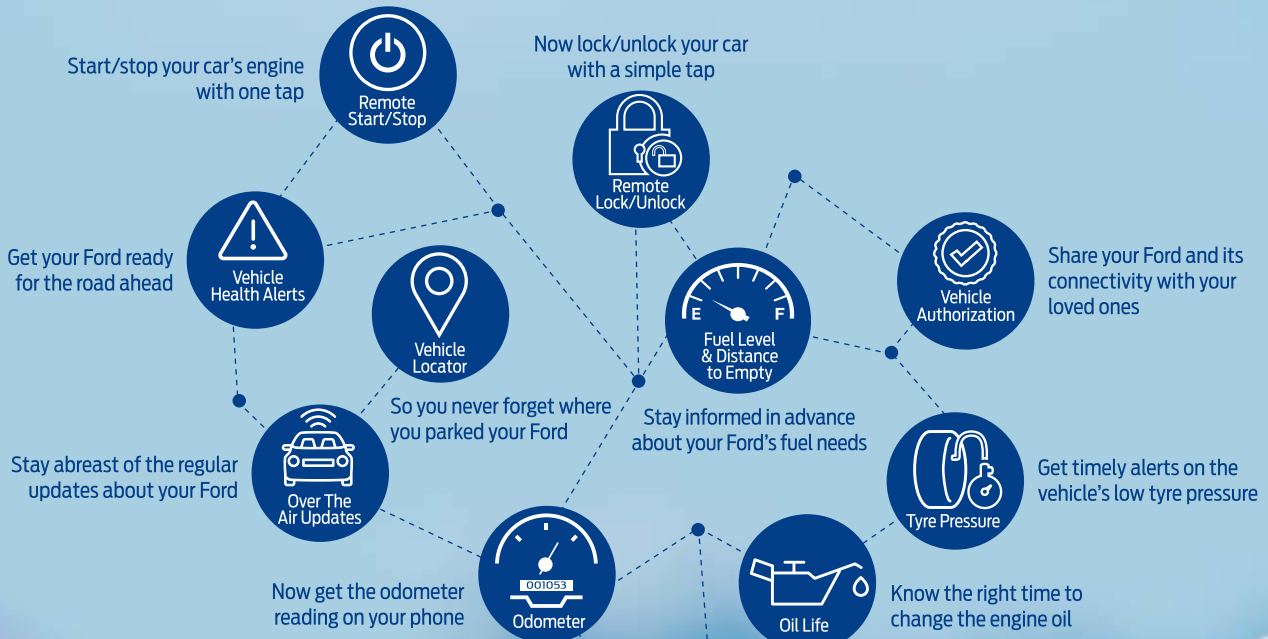 Start/stop your car's engine
with one tap
Remote
Start/Stop
Now lock/unlock your car
with a simple tap
Remote
Lock/Unlock
Get your Ford ready
for the road ahead
Vehicle
Health Alerts
Vehicle
Locator
So you never forget where
you parked your Ford
E F
Fuel Level
& Distance
to Empty
Stay informed in advance
about your Ford's fuel needs
Vehicle
Authorization
Share your Ford and its
connectivity with your
loved ones
Stay abreast of the regular
updates about your Ford
Over The
Air Updates
Tyre Pressure
Get timely alerts on the
vehicle's low tyre pressure
Now get the odometer
reading on your phone
001053
Odometer
Oil Life
Know the right time to
change the engine oil